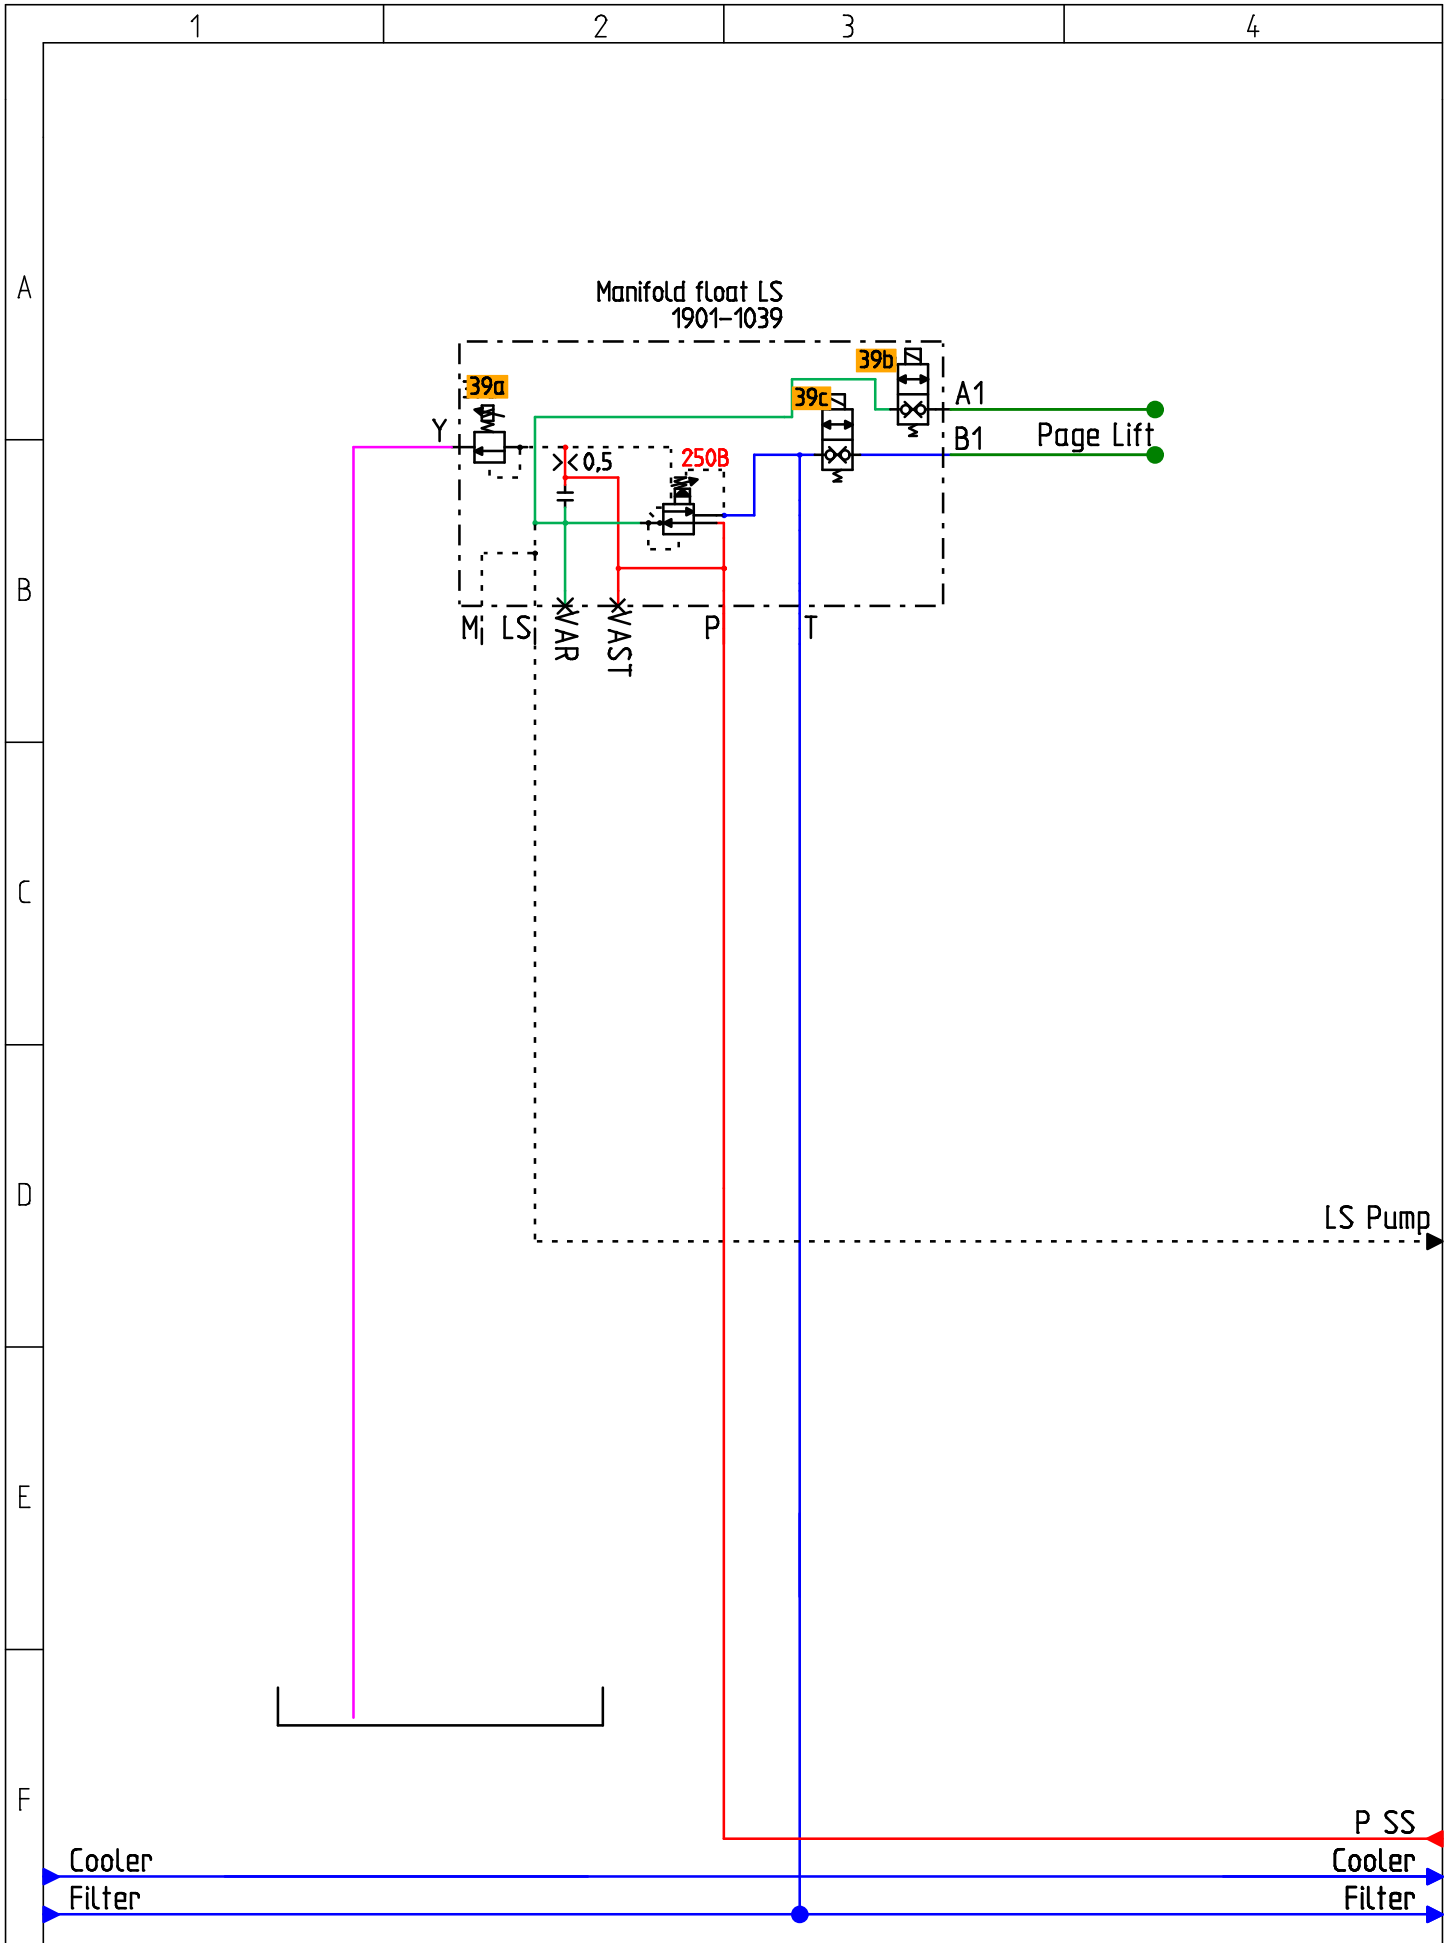 1 2 3 4
A
Manifold float LS
1901-1039
39b
39a
39c
A1
Y
B1
Page Lift
0,5
250B
B
M
LS
VAR
VAST
P
T
C
D
LS Pump
E
F
P SS
Cooler
Cooler
Filter
Filter